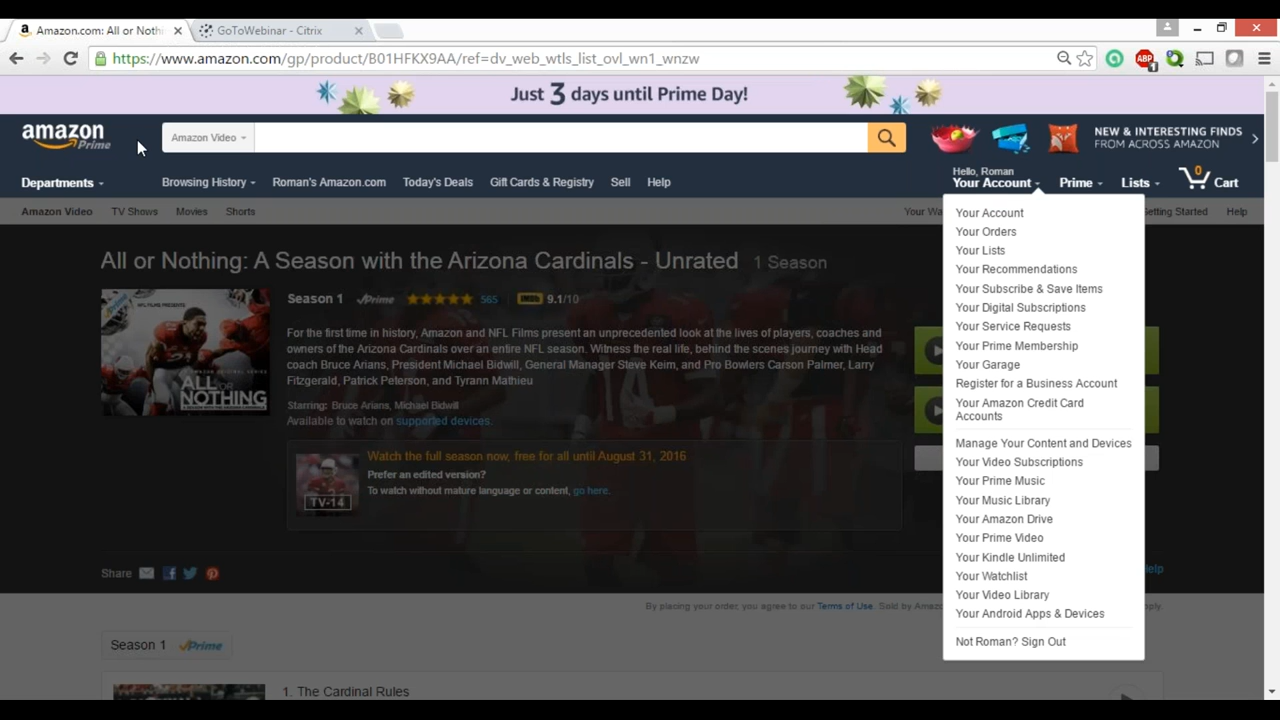 Amazon.com: All or Noth
GoToWebinar - Citrix
https://www.amazon.com/gp/product/B01HFKX9AA/ref=dv_web_wtls_list_ovl_wn1_wnzw
ABP
1
Just 3 days until Prime Day!
amazon
Prime
Amazon Video
NEW & INTERESTING FINDS
FROM ACROSS AMAZON
Departments
Browsing History
Roman's Amazon.com
Today's Deals
Gift Cards & Registry
Sell
Help
Hello, Roman
Your Account
Prime
Lists
0
Cart
Amazon Video
TV Shows
Movies
Shorts
Your Wa
Getting Started
Help
All or Nothing: A Season with the Arizona Cardinals - Unrated 1 Season
NFL FILMS PRESENTS
ALL OR
NOTHING
Season 1 Prime 565 IMDb 9.1/10
For the first time in history, Amazon and NFL Films present an unprecedented look at the lives of players, coaches and
owners of the Arizona Cardinals over an entire NFL season. Witness the real life, behind the scenes journey with Head
coach Bruce Arians, President Michael Bidwill, General Manager Steve Keim, and Pro Bowlers Carson Palmer, Larry
Fitzgerald, Patrick Peterson, and Tyrann Mathieu
Starring: Bruce Arians, Michael Bidwill
Available to watch on supported devices.
Watch the full season now, free for all until August 31, 2016
Prefer an edited version?
To watch without mature language or content, go here.
TV-14
Share
Your Account
Your Orders
Your Lists
Your Recommendations
Your Subscribe & Save Items
Your Digital Subscriptions
Your Service Requests
Your Prime Membership
Your Garage
Register for a Business Account
Your Amazon Credit Card
Accounts
Manage Your Content and Devices
Your Video Subscriptions
Your Prime Music
Your Music Library
Your Amazon Drive
Your Prime Video
Your Kindle Unlimited
Your Watchlist
Your Video Library
Your Android Apps & Devices
Not Roman? Sign Out
Help
By placing your order, you agree to our Terms of Use. Sold by Amaz
ply.
Season 1 Prime
1. The Cardinal Rules